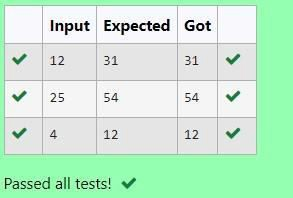 Input Expected Got
12 31 31
25 54 54
4 12 12
Passed all tests!